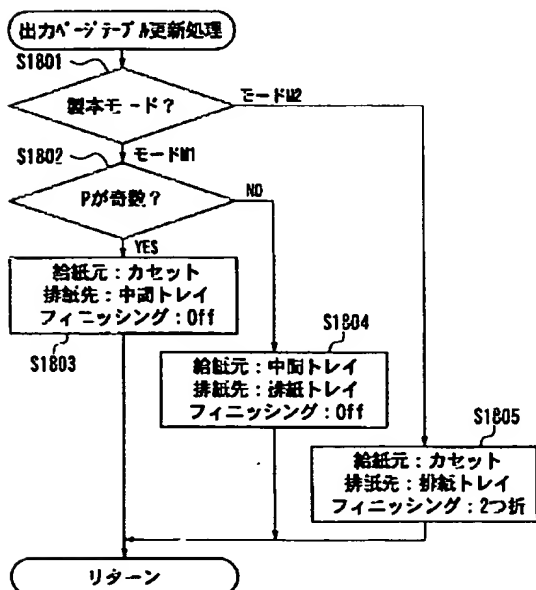 出力ページテーブル更新処理
S1801
製本モード？
モードM2
S1802
モードM1
Pが奇数？
NO
YES
給紙元：カセット
排紙先：中間トレイ
フィニッシング：Off
S1803
S1804
給紙元：中間トレイ
排紙先：排紙トレイ
フィニッシング：Off
S1805
給紙元：カセット
排紙先：排紙トレイ
フィニッシング：2つ折
リターン